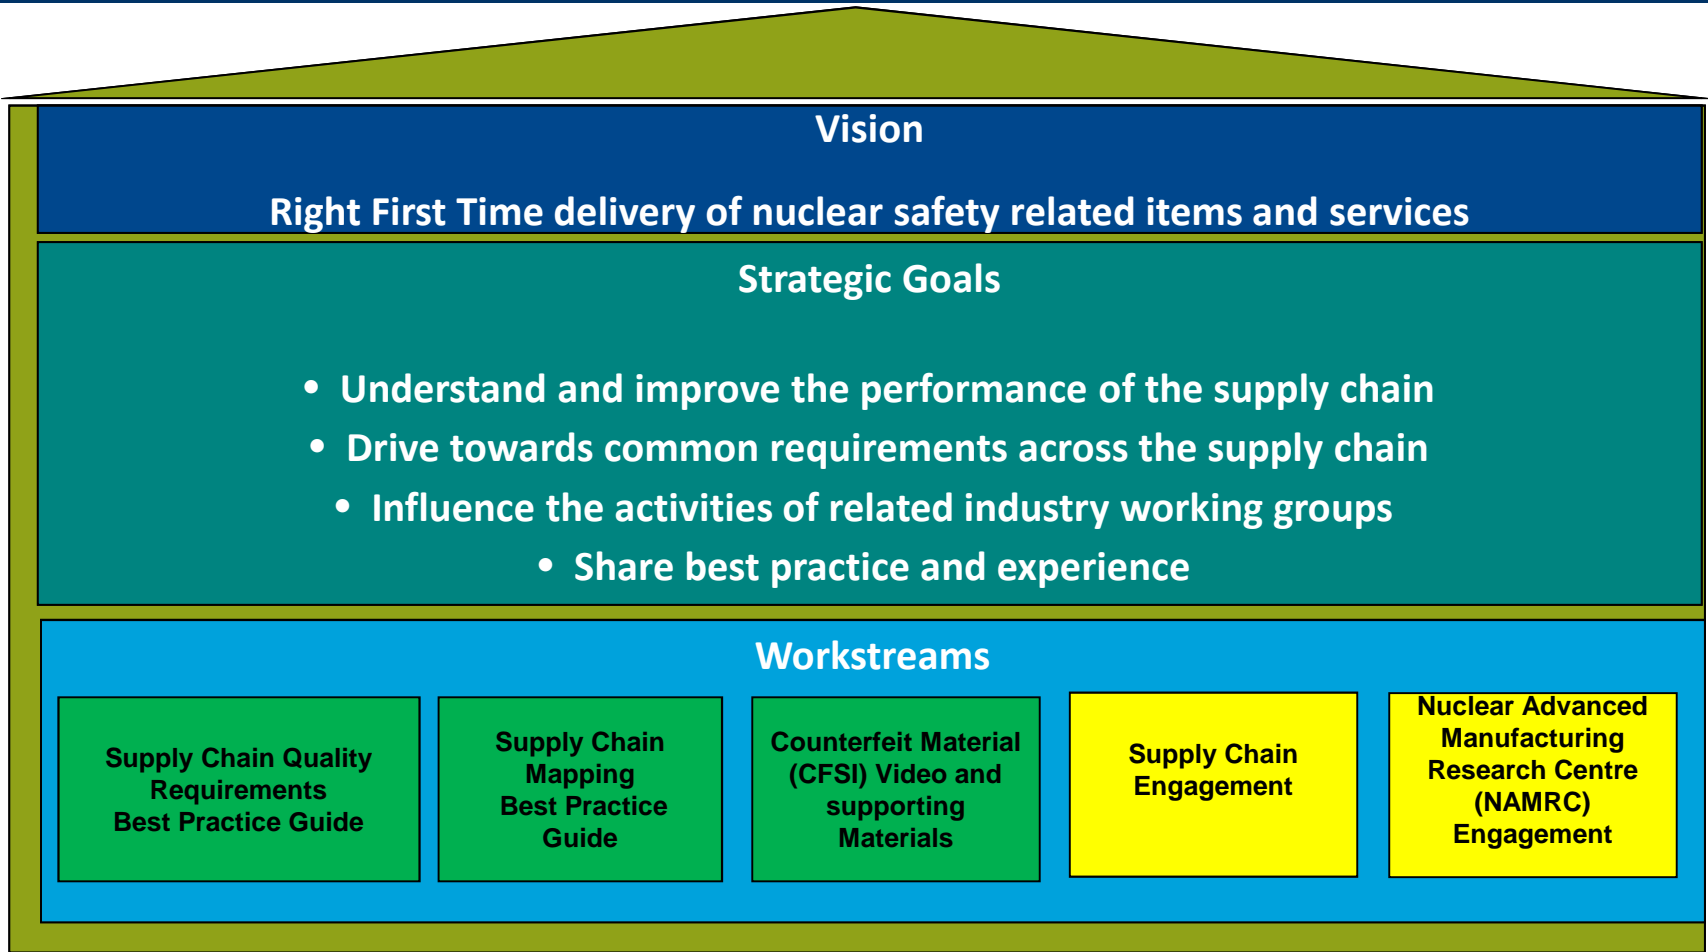 Vision
Right First Time delivery of nuclear safety related items and services
Strategic Goals
• Understand and improve the performance of the supply chain
• Drive towards common requirements across the supply chain
• Influence the activities of related industry working groups
• Share best practice and experience
Workstreams
Supply Chain Quality
Requirements
Best Practice Guide
Supply Chain
Mapping
Best Practice
Guide
Counterfeit Material
(CFSI) Video and
supporting
Materials
Supply Chain
Engagement
Nuclear Advanced
Manufacturing
Research Centre
(NAMRC)
Engagement